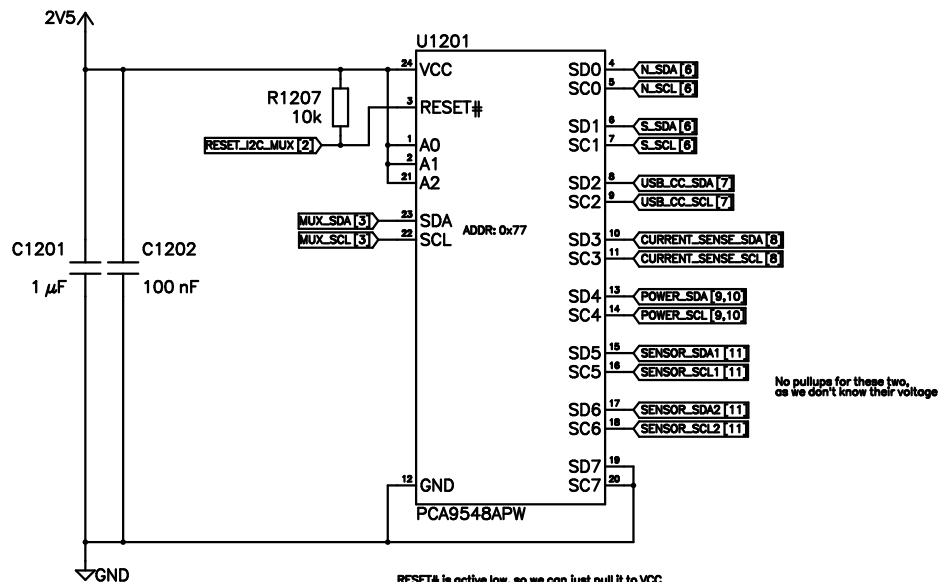 2V5
U1201
24 VCC
3 RESET#
1 A0
2 A1
21 A2
23 SDA
22 SCL
ADDR: 0x77
12 GND
R1207
10k
RESET_I2C_MUX [2]
MUX_SDA [3]
MUX_SCL [3]
C1201
1 μF
C1202
100 nF
SD0 4 N_SDA [6]
SC0 5 N_SCL [6]
SD1 6 S_SDA [6]
SC1 7 S_SCL [6]
SD2 8 USB_CC_SDA [7]
SC2 9 USB_CC_SCL [7]
SD3 10 CURRENT_SENSE_SDA [8]
SC3 11 CURRENT_SENSE_SCL [8]
SD4 13 POWER_SDA [9,10]
SC4 14 POWER_SCL [9,10]
SD5 15 SENSOR_SDA1 [11]
SC5 16 SENSOR_SCL1 [11]
SD6 17 SENSOR_SDA2 [11]
SC6 18 SENSOR_SCL2 [11]
SD7 19
SC7 20
No pullups for these two,
as we don't know their voltage
PCA9548APW
GND
RESET# is active low, so we can just pull it to VCC